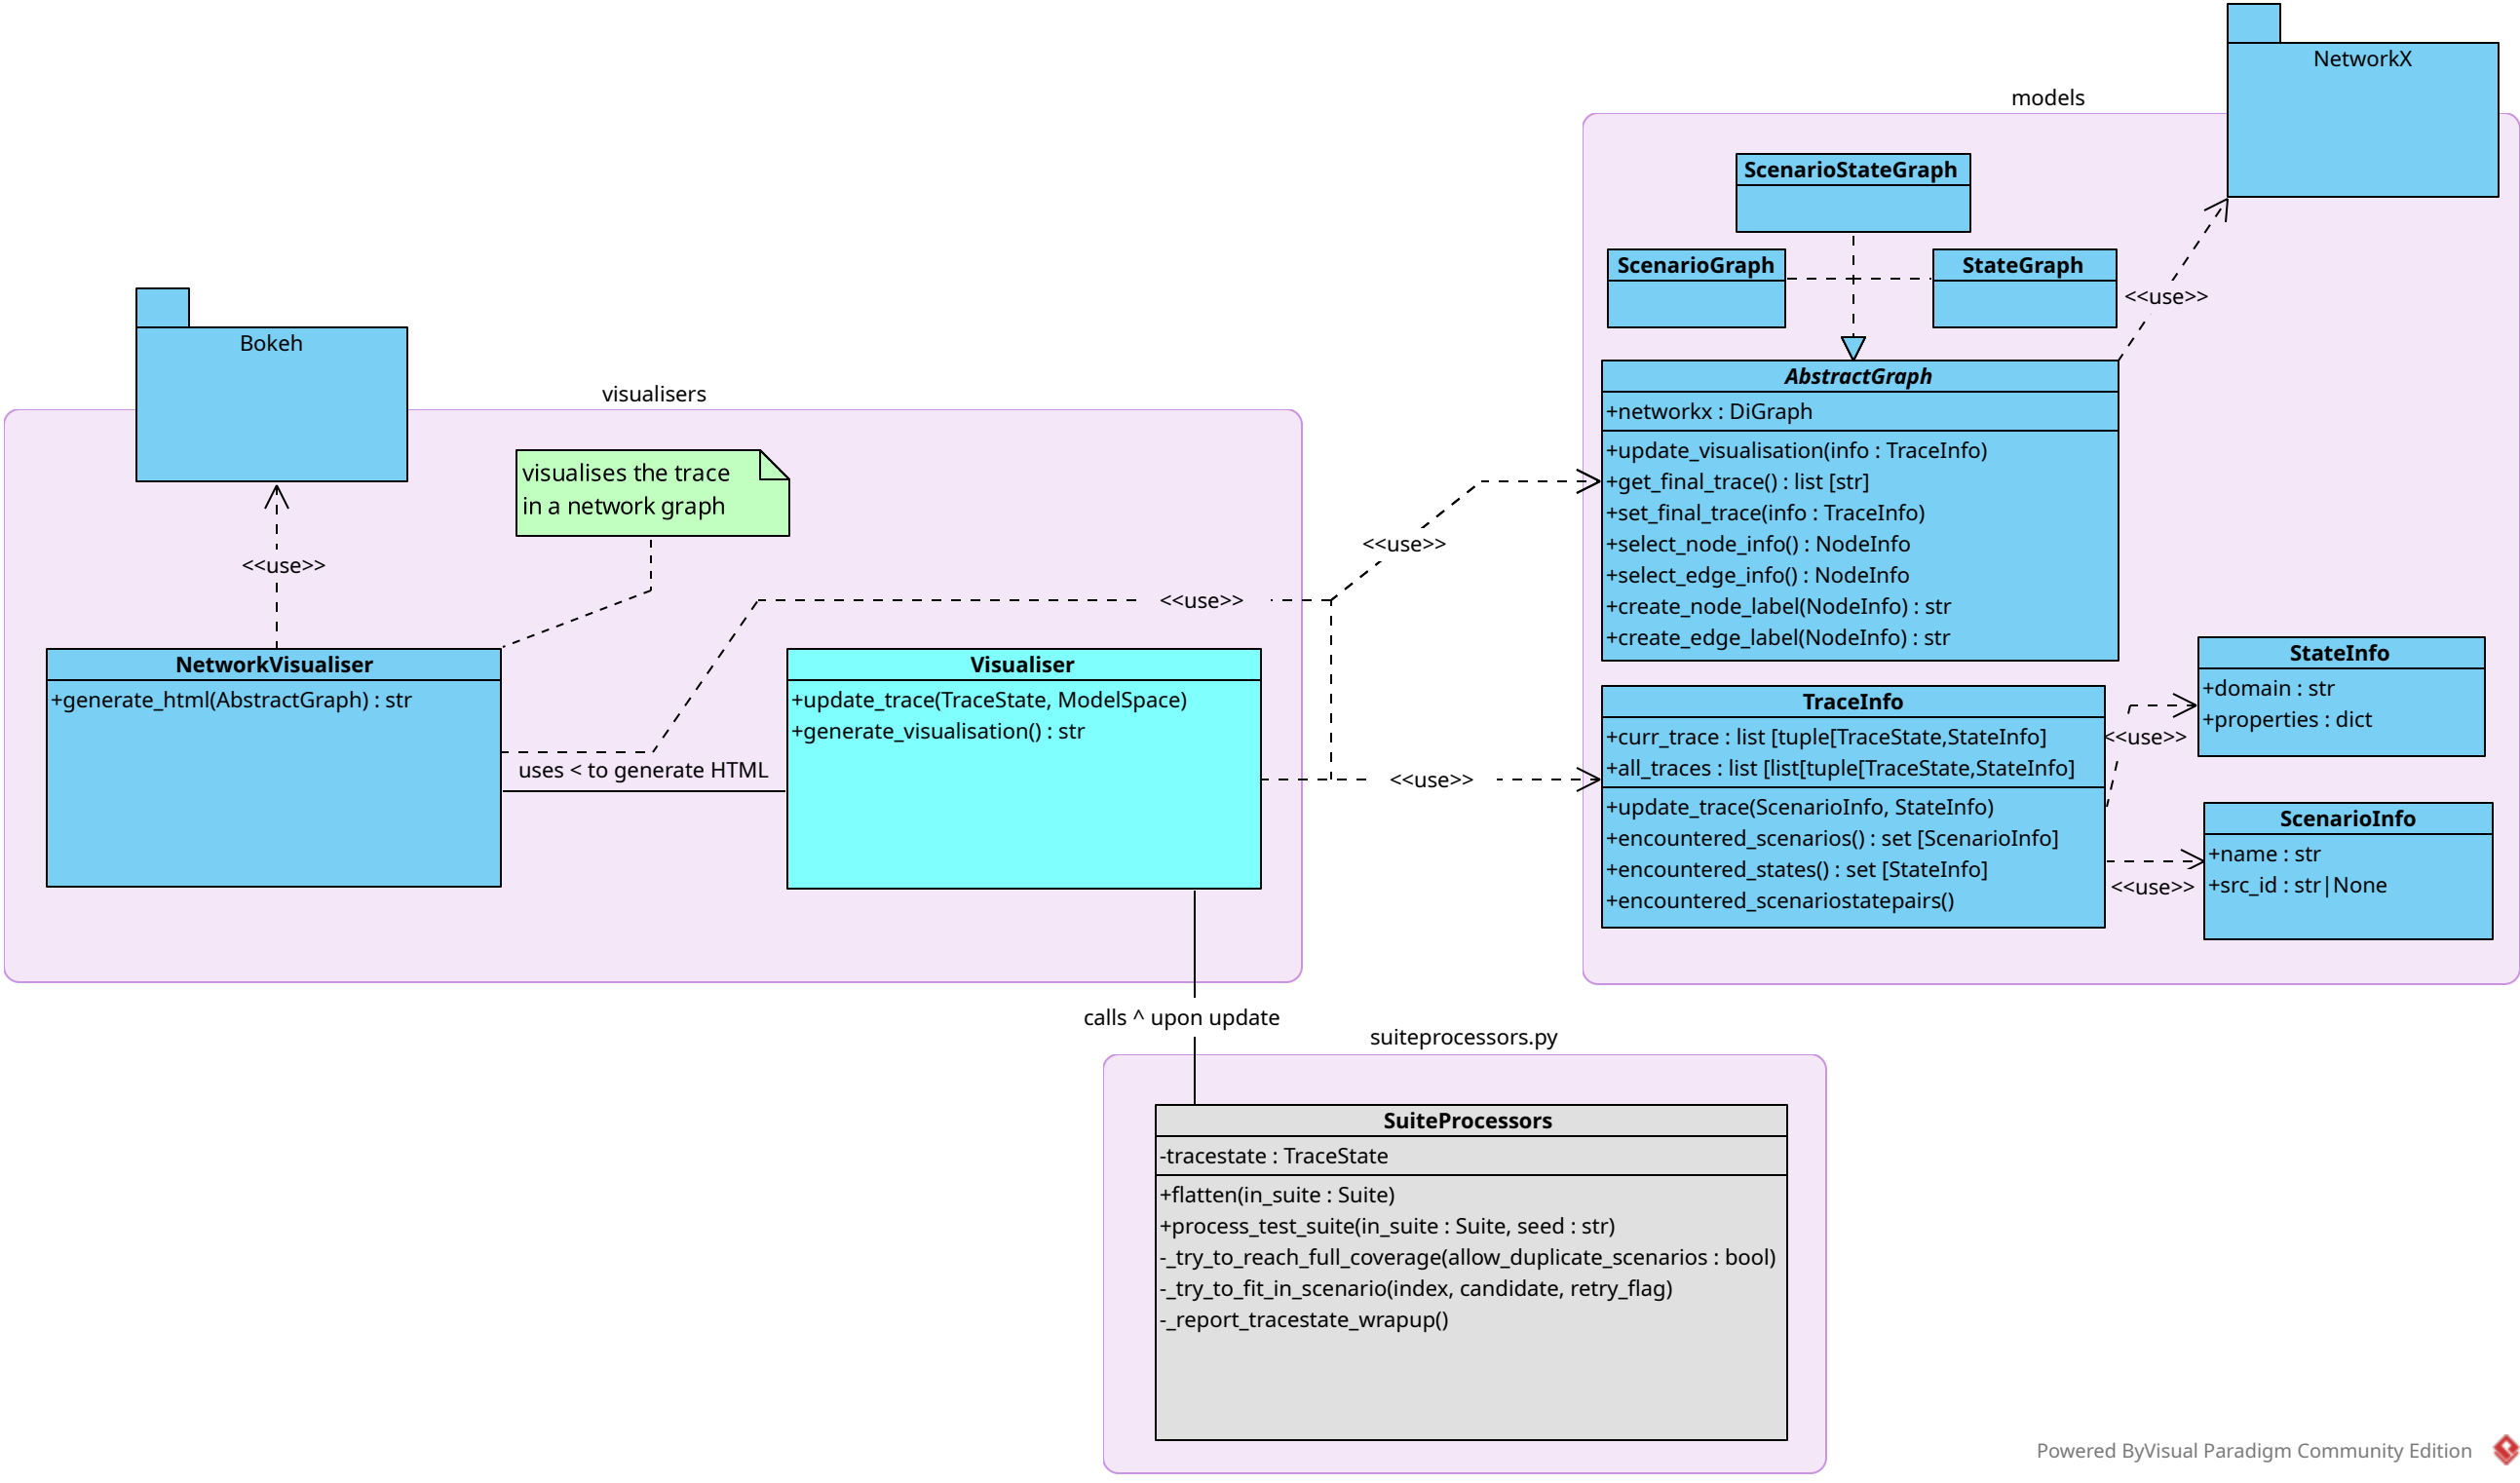 NetworkX
models
ScenarioStateGraph
ScenarioGraph
StateGraph
<<use>>
AbstractGraph
+networkx : DiGraph
+update_visualisation(info : TraceInfo)
+get_final_trace() : list [str]
+set_final_trace(info : TraceInfo)
+select_node_info() : NodeInfo
+select_edge_info() : NodeInfo
+create_node_label(NodeInfo) : str
+create_edge_label(NodeInfo) : str
Bokeh
visualisers
visualises the trace
in a network graph
<<use>>
<<use>>
<<use>>
NetworkVisualiser
+generate_html(AbstractGraph) : str
uses < to generate HTML
Visualiser
+update_trace(TraceState, ModelSpace)
+generate_visualisation() : str
<<use>>
TraceInfo
+curr_trace : list [tuple[TraceState,StateInfo]
+all_traces : list [list[tuple[TraceState,StateInfo]
+update_trace(ScenarioInfo, StateInfo)
+encountered_scenarios() : set [ScenarioInfo]
+encountered_states() : set [StateInfo]
+encountered_scenariostatepairs()
StateInfo
+domain : str
+properties : dict
<<use>>
ScenarioInfo
+name : str
+src_id : str|None
<<use>>
calls ^ upon update
suiteprocessors.py
SuiteProcessors
-tracestate : TraceState
+flatten(in_suite : Suite)
+process_test_suite(in_suite : Suite, seed : str)
-_try_to_reach_full_coverage(allow_duplicate_scenarios : bool)
-_try_to_fit_in_scenario(index, candidate, retry_flag)
-_report_tracestate_wrapup()
Powered ByVisual Paradigm Community Edition